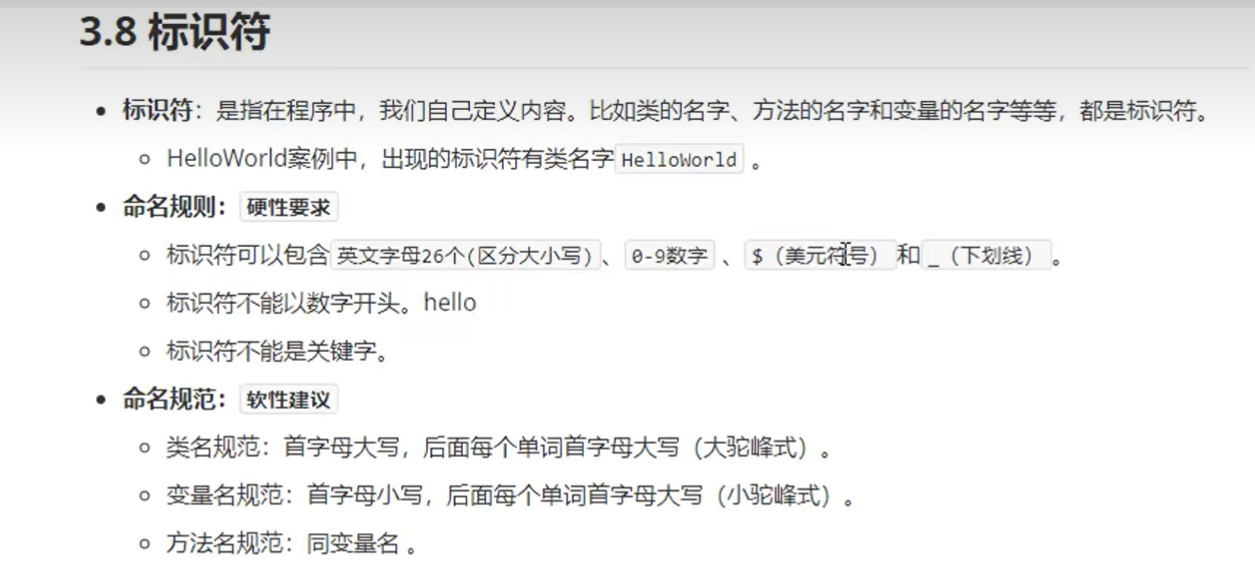 3.8 标识符
标识符：是指在程序中，我们自己定义内容。比如类的名字、方法的名字和变量的名字等等，都是标识符。
HelloWorld案例中，出现的标识符有类名字 HelloWorld 。
命名规则： 硬性要求
标识符可以包含 英文字母26个(区分大小写) 、 0-9数字 、 $（美元符号） 和 _（下划线） 。
标识符不能以数字开头。hello
标识符不能是关键字。
命名规范： 软性建议
类名规范：首字母大写，后面每个单词首字母大写（大驼峰式）。
变量名规范：首字母小写，后面每个单词首字母大写（小驼峰式）。
方法名规范：同变量名 。